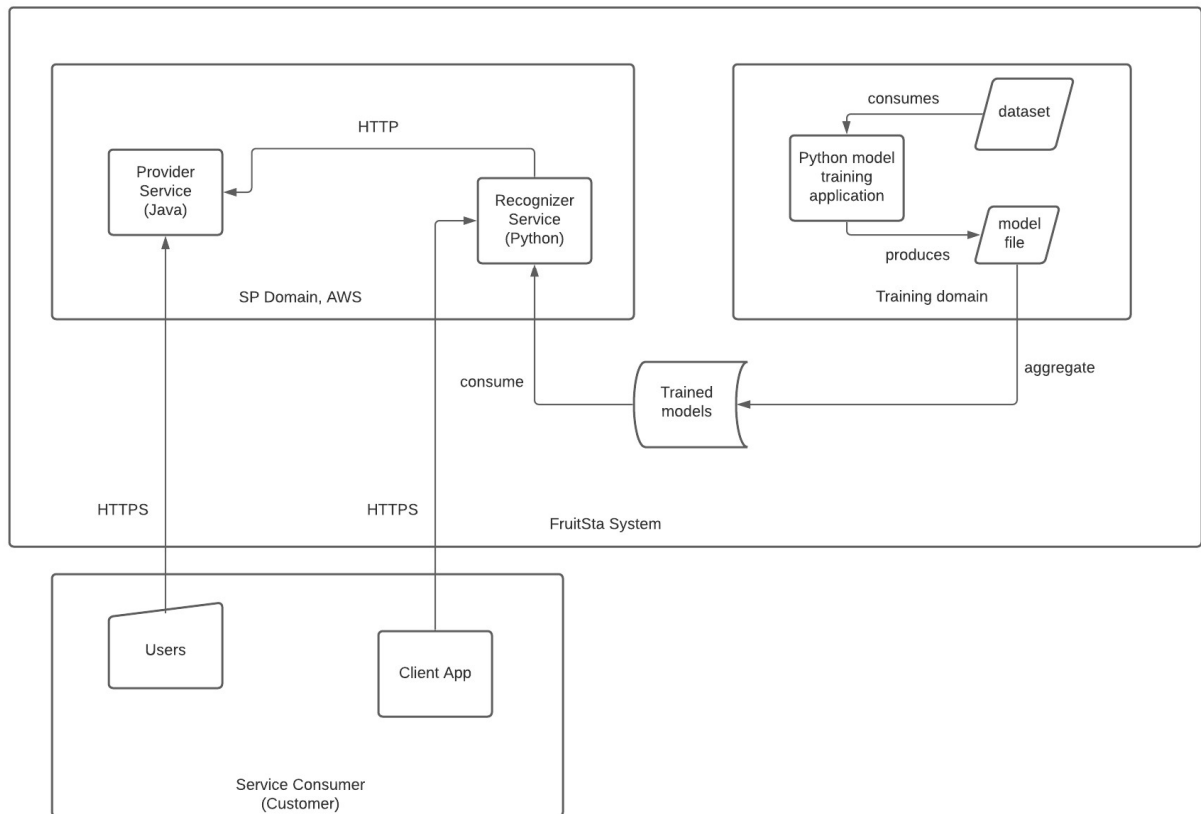 HTTP
Provider
Service
(Java)
Recognizer
Service
(Python)
SP Domain, AWS
consumes
dataset
Python model
training
application
model
file
produces
Training domain
aggregate
consume
Trained
models
HTTPS
HTTPS
FruitSta System
Users
Client App
Service Consumer
(Customer)